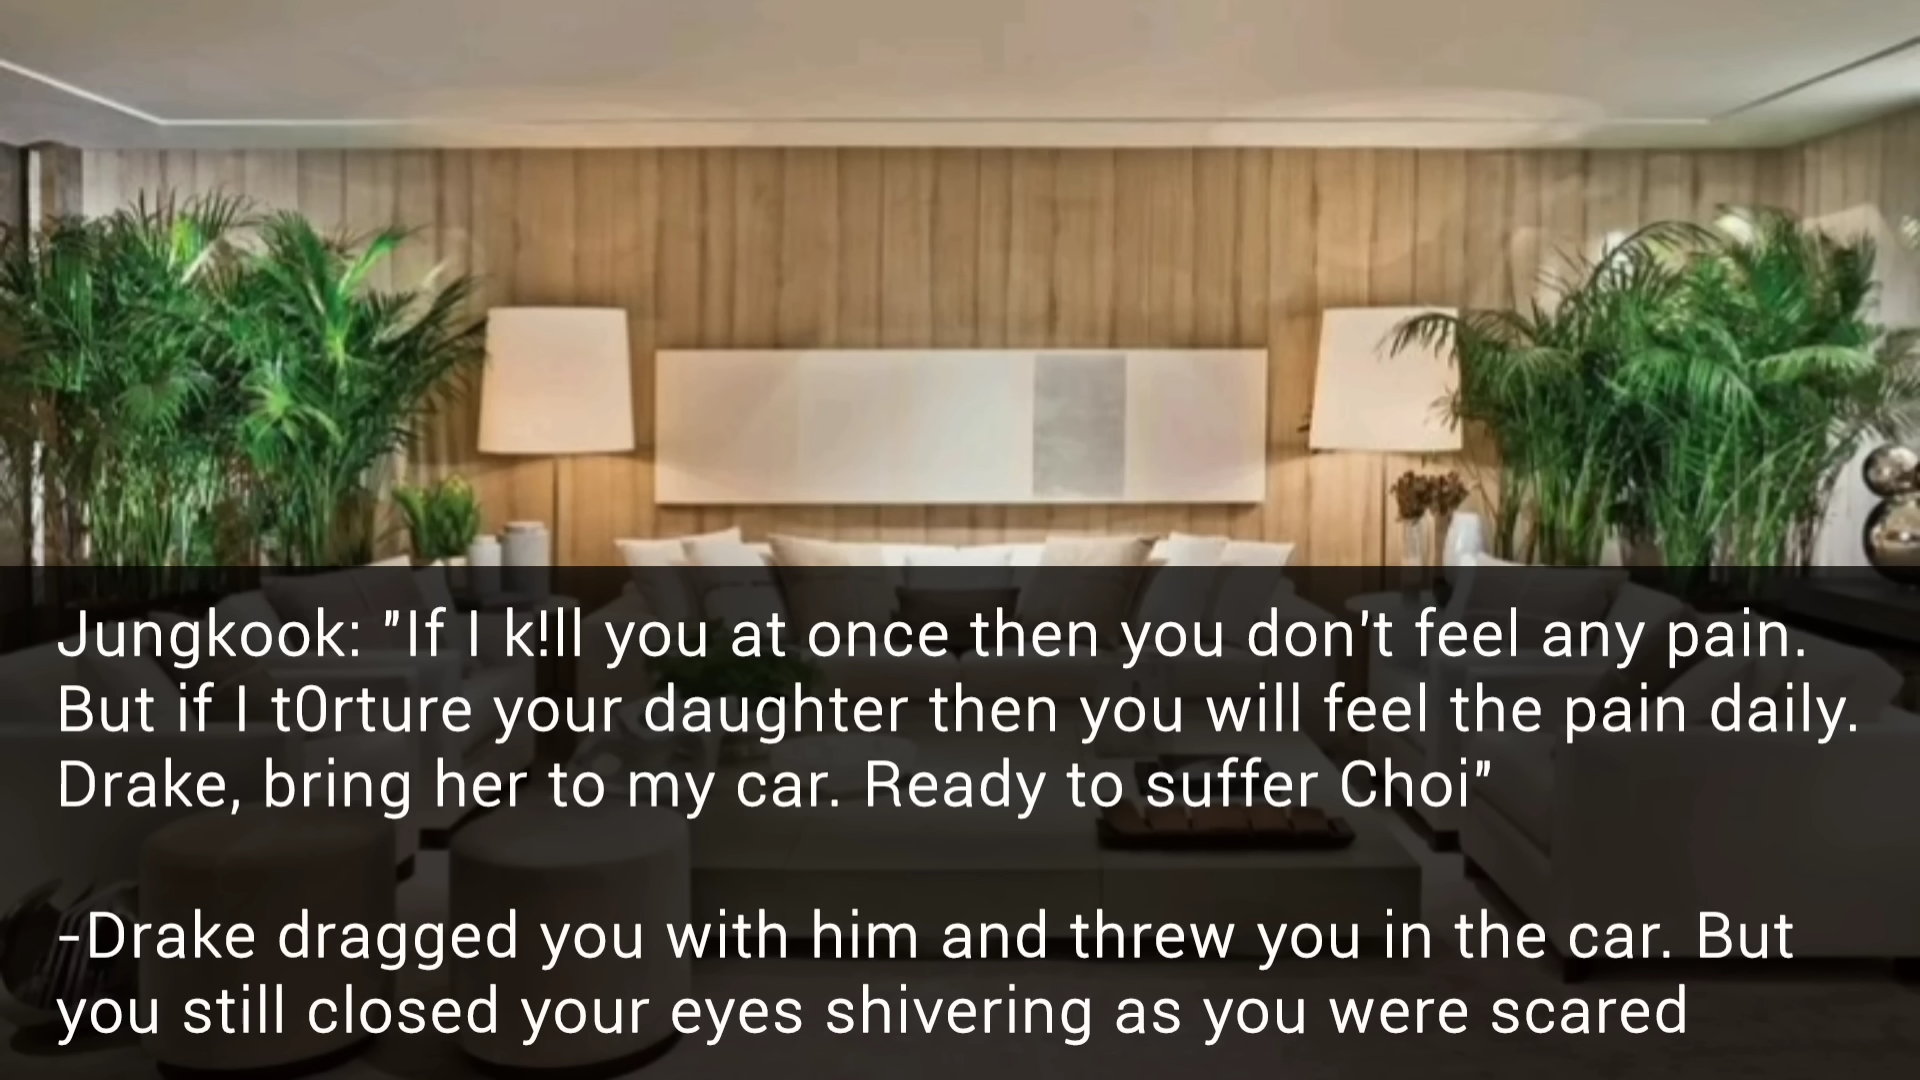 Jungkook: "If I k!ll you at once then you don't feel any pain.
But if I t0rture your daughter then you will feel the pain daily.
Drake, bring her to my car. Ready to suffer Choi"
-Drake dragged you with him and threw you in the car. But
you still closed your eyes shivering as you were scared